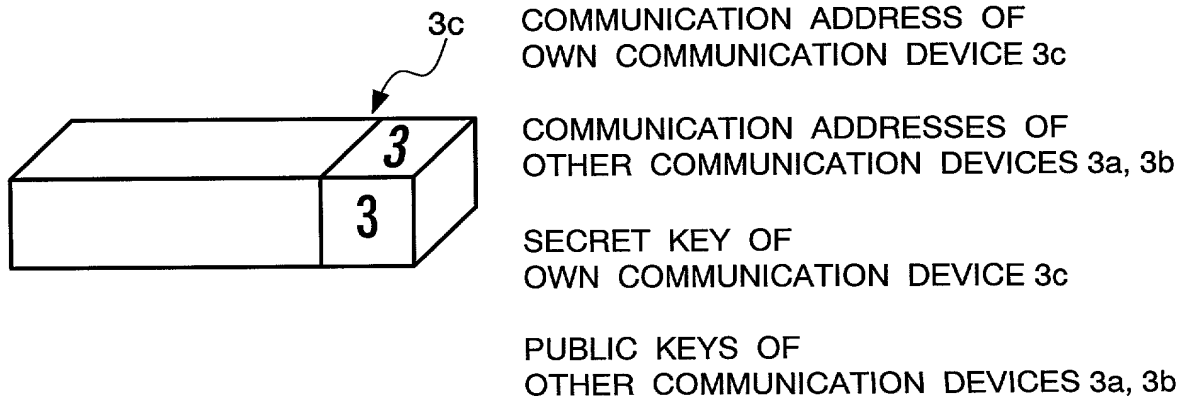 3c
3
3
COMMUNICATION ADDRESS OF
OWN COMMUNICATION DEVICE 3c
COMMUNICATION ADDRESSES OF
OTHER COMMUNICATION DEVICES 3a, 3b
SECRET KEY OF
OWN COMMUNICATION DEVICE 3c
PUBLIC KEYS OF
OTHER COMMUNICATION DEVICES 3a, 3b